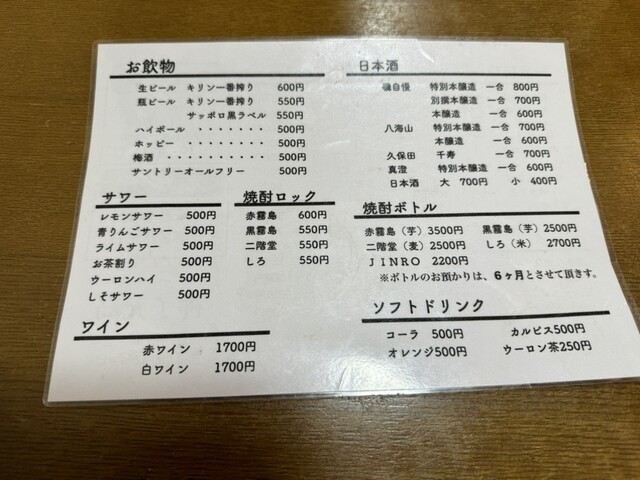 お飲物
生ビール キリン一番搾り 600円
瓶ビール キリン一番搾り 550円
サッポロ黒ラベル 550円
ハイボール ・・・・・・・・ 500円
ホッピー ・・・・・・・・・ 500円
梅酒 ・・・・・・・・・・ 500円
サントリーオールフリー 500円
サワー
レモンサワー 500円
青りんごサワー 500円
ライムサワー 500円
お茶割り 500円
ウーロンハイ 500円
しそサワー 500円
焼酎ロック
赤霧島 600円
黒霧島 550円
二階堂 550円
しろ 550円
ワイン
赤ワイン 1700円
白ワイン 1700円
日本酒
磯自慢 特別本醸造 一合 800円
別撰本醸造 一合 700円
本醸造 一合 600円
八海山 特別本醸造 一合 700円
本醸造 一合 600円
久保田 千寿 一合 700円
真澄 特別本醸造 一合 600円
日本酒 大 700円 小 400円
焼酎ボトル
赤霧島（芋）3500円 黒霧島（芋）2500円
二階堂（麦）2500円 しろ（米） 2700円
ＪＩＮＲＯ 2200円
※ボトルのお預かりは、６ヶ月とさせて頂きす。
ソフトドリンク
コーラ 500円 カルピス500円
オレンジ500円 ウーロン茶250円